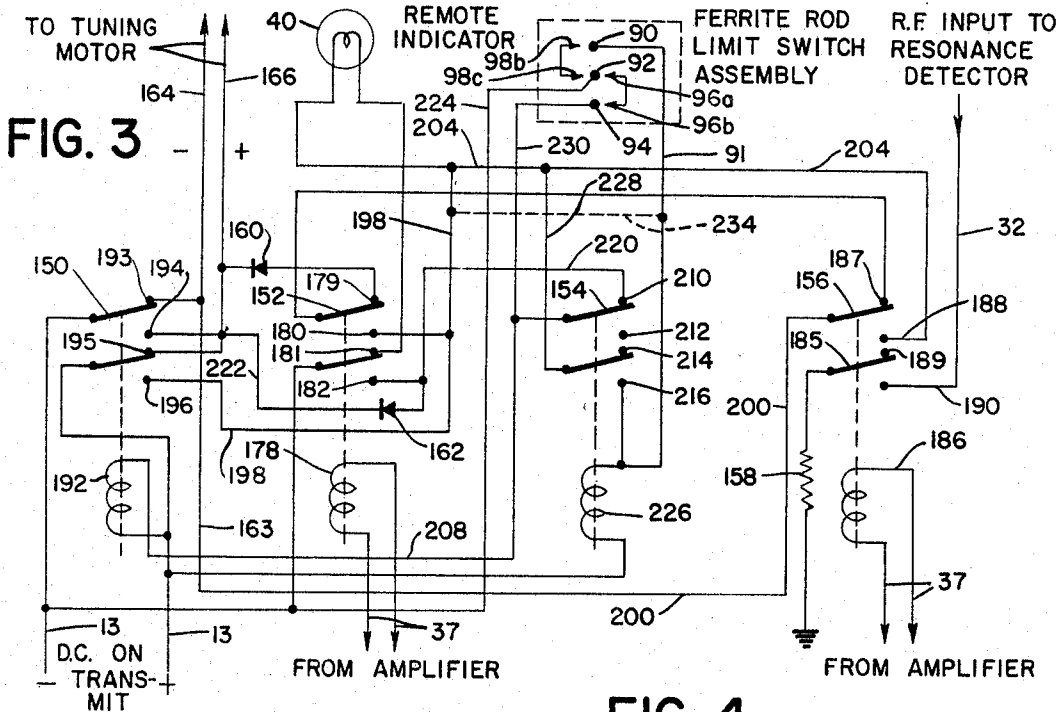 TO TUNING
MOTOR
164
166
40
REMOTE
INDICATOR
98b
98c
224
204
90
92
96a
96b
94
FERRITE ROD
LIMIT SWITCH
ASSEMBLY
R.F. INPUT TO
RESONANCE
DETECTOR
FIG. 3
- +
230
91
204
228
198
234
32
160
220
150
193
194
152
179
154
210
156
187
180
212
188
195
181
214
185
189
222
182
216
196
200
190
198
162
158
186
192
178
226
163
208
37
200
37
13
13
D.C. ON
- TRANS- +
MIT
FROM AMPLIFIER
FROM AMPLIFIER